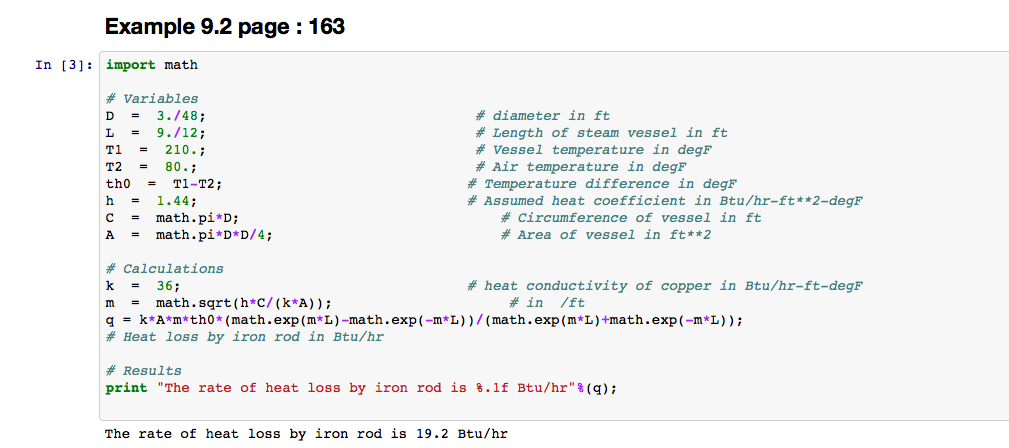 Example 9.2 page : 163
In [3]: import math
# Variables
D = 3./48; # diameter in ft
L = 9./12; # Length of steam vessel in ft
T1 = 210.; # Vessel temperature in degF
T2 = 80.; # Air temperature in degF
th0 = T1-T2; # Temperature difference in degF
h = 1.44; # Assumed heat coefficient in Btu/hr-ft**2-degF
C = math.pi*D; # Circumference of vessel in ft
A = math.pi*D*D/4; # Area of vessel in ft**2
# Calculations
k = 36; # heat conductivity of copper in Btu/hr-ft-degF
m = math.sqrt(h*C/(k*A)); # in /ft
q = k*A*m*th0*(math.exp(m*L)-math.exp(-m*L))/(math.exp(m*L)+math.exp(-m*L));
# Heat loss by iron rod in Btu/hr
# Results
print "The rate of heat loss by iron rod is %.1f Btu/hr"%(q);
The rate of heat loss by iron rod is 19.2 Btu/hr